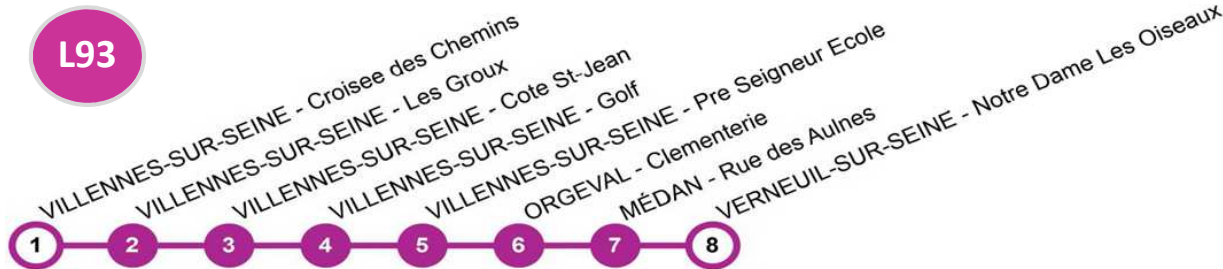 L93
VILLENNES-SUR-SEINE - Croisee des Chemins
VILLENNES-SUR-SEINE - Les Groux
VILLENNES-SUR-SEINE - Cote St-Jean
VILLENNES-SUR-SEINE - Golf
VILLENNES-SUR-SEINE - Pre Seigneur Ecole
ORGEVAL - Clementerie
MÉDAN - Rue des Aulnes
VERNEUIL-SUR-SEINE - Notre Dame Les Oiseaux
1 2 3 4 5 6 7 8